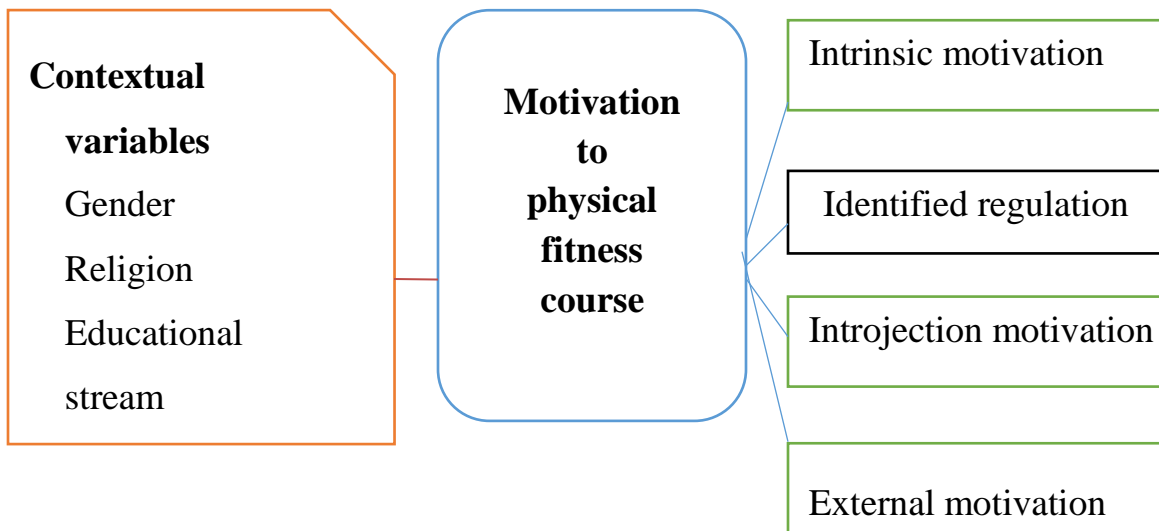 Contextual
variables
Gender
Religion
Educational
stream
Motivation
to
physical
fitness
course
Intrinsic motivation
Identified regulation
Introjection motivation
External motivation